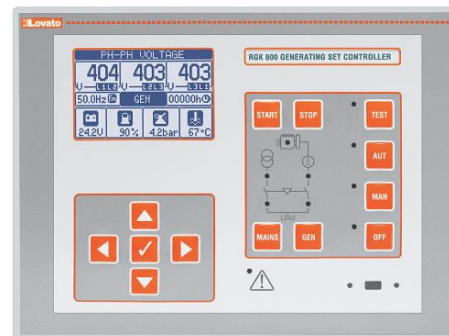 Lovato
PH-PH VOLTAGE
404 403 403
V L1L2 V L2L3 V L3L1
50.0Hz GEN 00000h
24.2V 90% 4.2bar 67°C
RGK 800 GENERATING SET CONTROLLER
START STOP TEST
AUT
MAN
LOAD
MAINS GEN OFF